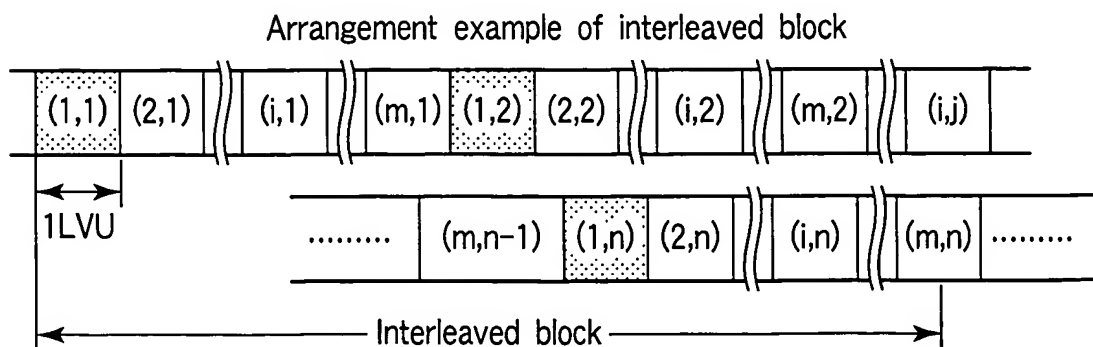 Arrangement example of interleaved block
(1,1) (2,1) (i,1) (m,1) (1,2) (2,2) (i,2) (m,2) (i,j)
1LVU
......... (m,n-1) (1,n) (2,n) (i,n) (m,n) .........
Interleaved block